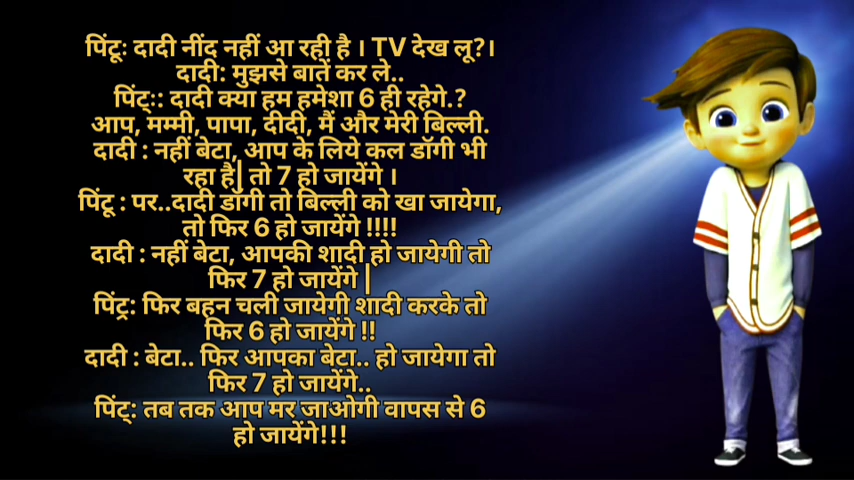 पिंटूः दादी नींद नहीं आ रही है । TV देख लू?।
दादी: मुझसे बातें कर ले..
पिंट्ः: दादी क्या हम हमेशा 6 ही रहेगे.?
आप, मम्मी, पापा, दीदी, मैं और मेरी बिल्ली.
दादी : नहीं बेटा, आप के लिये कल डॉगी भी
रहा है| तो 7 हो जायेंगे ।
पिंटू : पर..दादी डॉगी तो बिल्ली को खा जायेगा,
तो फिर 6 हो जायेंगे !!!!
दादी : नहीं बेटा, आपकी शादी हो जायेगी तो
फिर 7 हो जायेंगे |
पिंट्र: फिर बहन चली जायेगी शादी करके तो
फिर 6 हो जायेंगे !!
दादी : बेटा.. फिर आपका बेटा.. हो जायेगा तो
फिर 7 हो जायेंगे..
पिंट्: तब तक आप मर जाओगी वापस से 6
हो जायेंगे!!!